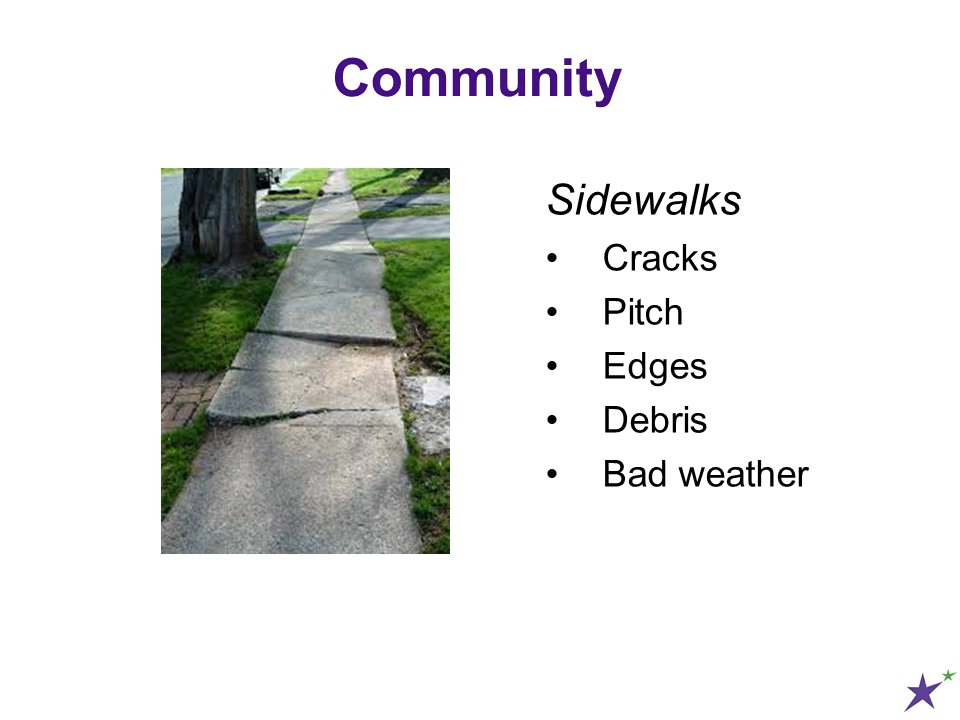 Community
Sidewalks
• Cracks
• Pitch
• Edges
• Debris
• Bad weather